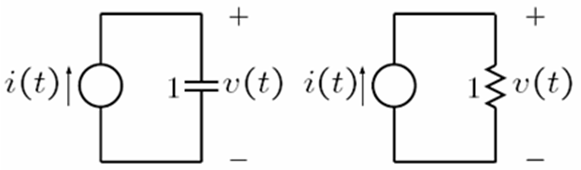 + +
i(t) 1 v(t) i(t) 1 v(t)
− −